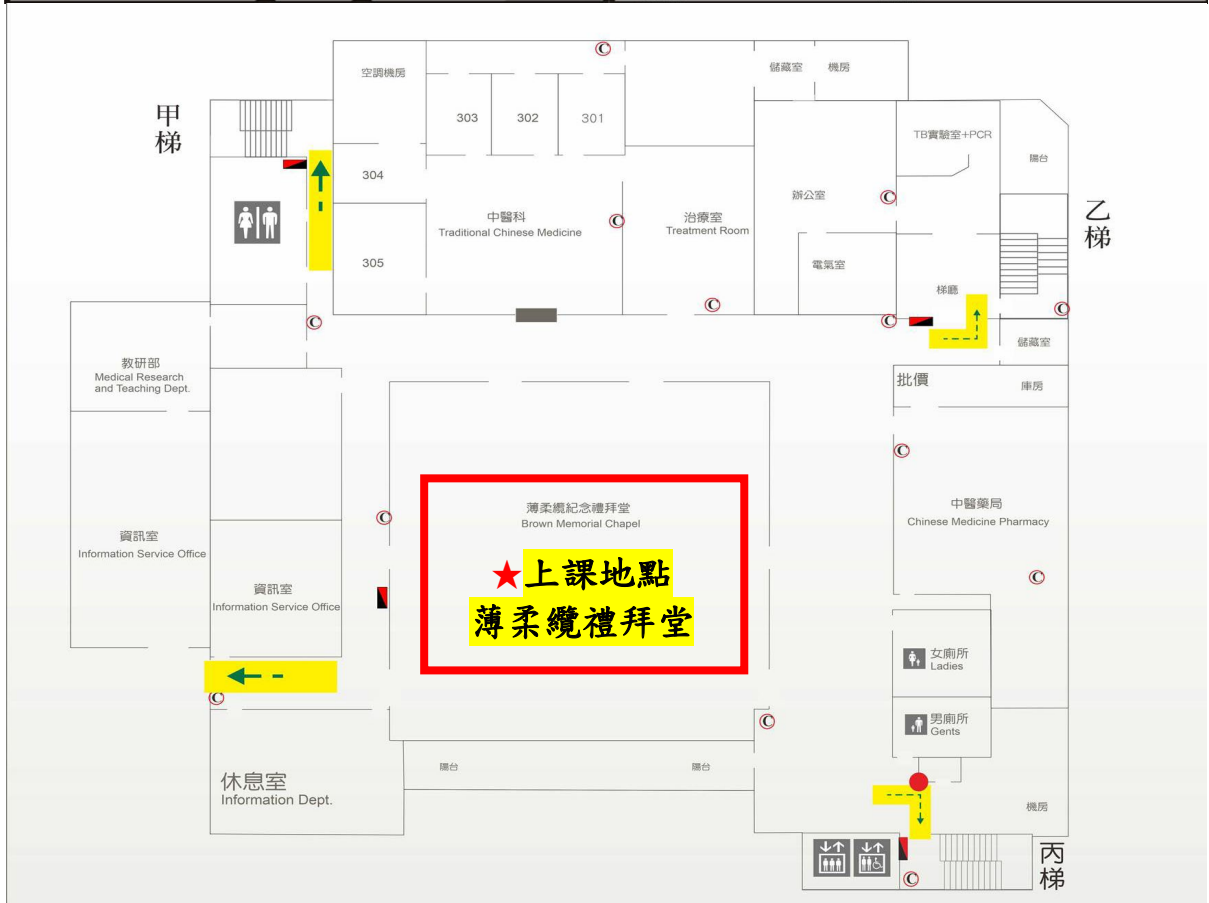 空調機房
儲藏室
機房
甲梯
303
302
301
TB實驗室+PCR
陽台
304
辦公室
乙梯
中醫科
Traditional Chinese Medicine
治療室
Treatment Room
305
電氣室
梯廳
儲藏室
教研部
Medical Research
and Teaching Dept.
批價
庫房
薄柔纜紀念禮拜堂
Brown Memorial Chapel
中醫藥局
Chinese Medicine Pharmacy
資訊室
Information Service Office
★上課地點
薄柔纜禮拜堂
資訊室
Information Service Office
女廁所
Ladies
男廁所
Gents
休息室
Information Dept.
陽台
陽台
機房
丙梯
C
C
C
C
C
C
C
C
C
C
C
C
C